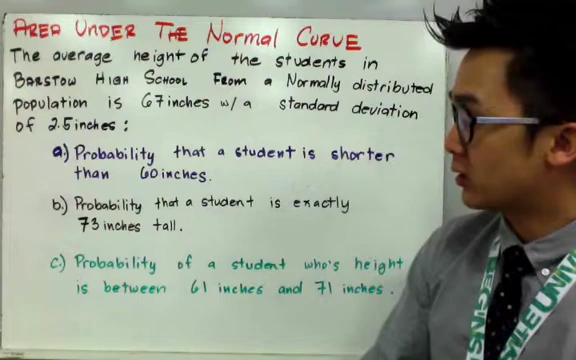 AREA UNDER THE NORMAL CURVE
The average height of the students in
BARSTOW HIGH SCHOOL FROM a Normally distributed
population is 67 inches w/ a standard deviation
of 2.5 inches:
a.) Probability that a student is shorter
than 60 inches.
b.) Probability that a student is exactly
73 inches tall.
c.) Probability of a student who's height
is between 61 inches and 71 inches.